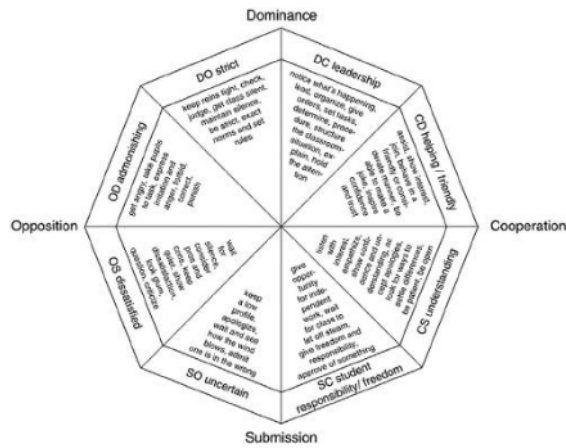 Dominance
DO strict
keep reins tight, check,
judge, get class silent,
maintain silence,
be strict, exact
norms and set
rules
DC leadership
notice what's happening,
lead, organize, give
orders, set tasks,
determine, proce-
dure, structure
the classroom-
situation, ex-
plain, hold
the atten-
tion
OD admonishing
get angry, take pupils
to task, express
irritation and
anger, forbid,
correct,
punish
CD helping / friendly
assist, show interest,
join, behave in a
friendly or consi-
derate manner, be
able to make a
joke, inspire
confidence
and trust
Opposition
Cooperation
OS dissatisfied
wait
for
silence,
consider
pros and
cons, keep
quiet, show
dissatisfaction,
look glum,
question, criticize
CS understanding
listen
with
interest,
empathize,
show confi-
dence and un-
derstanding, ac
cept apologies,
look for ways to
settle differences,
be patient, be open
SO uncertain
keep
a low
profile,
apologize,
wait and see
how the wind
blows, admit
one is in the wrong
give
oppor-
tunity
for inde-
pendent
work, wait
for class to
let off steam,
give freedom and
responsibility,
approve of something
SC student
responsibility/ freedom
Submission